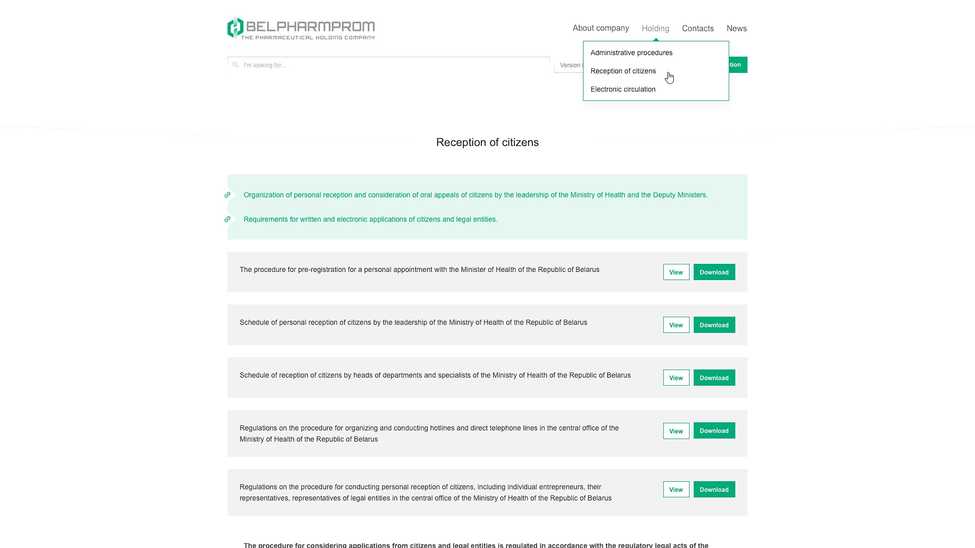 BELPHARMPROM
THE PHARMACEUTICAL HOLDING COMPANY
About company
Holding
Contacts
News
I'm looking for...
Version
tion
Administrative procedures
Reception of citizens
Electronic circulation
Reception of citizens
Organization of personal reception and consideration of oral appeals of citizens by the leadership of the Ministry of Health and the Deputy Ministers.
Requirements for written and electronic applications of citizens and legal entities.
The procedure for pre-registration for a personal appointment with the Minister of Health of the Republic of Belarus
View
Download
Schedule of personal reception of citizens by the leadership of the Ministry of Health of the Republic of Belarus
View
Download
Schedule of reception of citizens by heads of departments and specialists of the Ministry of Health of the Republic of Belarus
View
Download
Regulations on the procedure for organizing and conducting hotlines and direct telephone lines in the central office of the
Ministry of Health of the Republic of Belarus
View
Download
Regulations on the procedure for conducting personal reception of citizens, including individual entrepreneurs, their
representatives, representatives of legal entities in the central office of the Ministry of Health of the Republic of Belarus
View
Download
The procedure for considering applications from citizens and legal entities is regulated in accordance with the regulatory legal acts of the